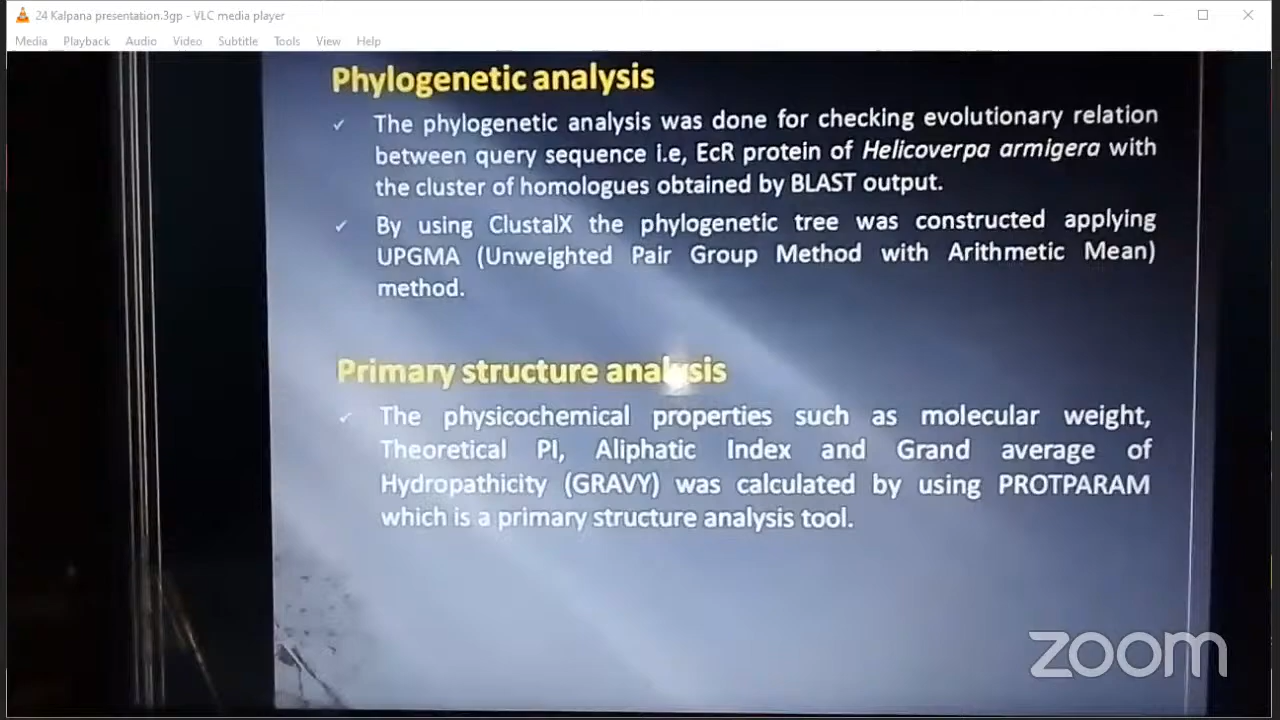 24 Kalpana presentation.3gp - VLC media player
Media Playback Audio Video Subtitle Tools View Help
Phylogenetic analysis
✓ The phylogenetic analysis was done for checking evolutionary relation
between query sequence i.e, EcR protein of Helicoverpa armigera with
the cluster of homologues obtained by BLAST output.
✓ By using ClustalX the phylogenetic tree was constructed applying
UPGMA (Unweighted Pair Group Method with Arithmetic Mean)
method.
Primary structure analysis
✓ The physicochemical properties such as molecular weight,
Theoretical PI, Aliphatic Index and Grand average of
Hydropathicity (GRAVY) was calculated by using PROTPARAM
which is a primary structure analysis tool.
zoom